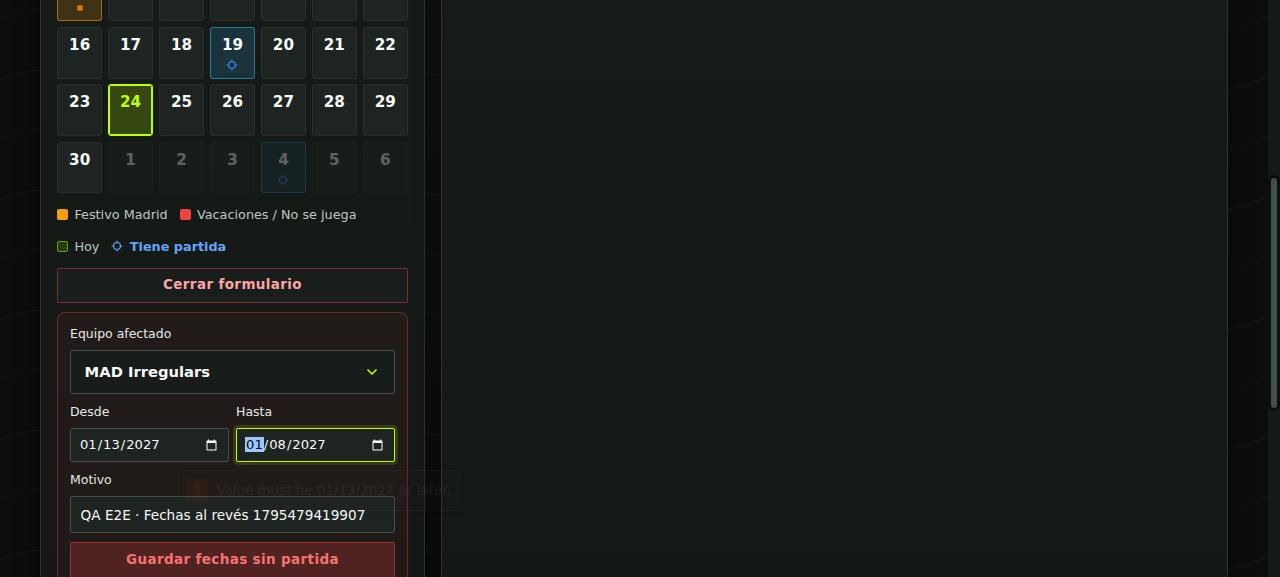 16 17 18 19 20 21 22
23 24 25 26 27 28 29
30 1 2 3 4 5 6
Festivo Madrid Vacaciones / No se juega
Hoy Tiene partida
Cerrar formulario
Equipo afectado
MAD Irregulars
Desde Hasta
01/13/2027 01/08/2027
Motivo
! Value must be 01/13/2027 or later.
QA E2E · Fechas al revés 1795479419907
Guardar fechas sin partida